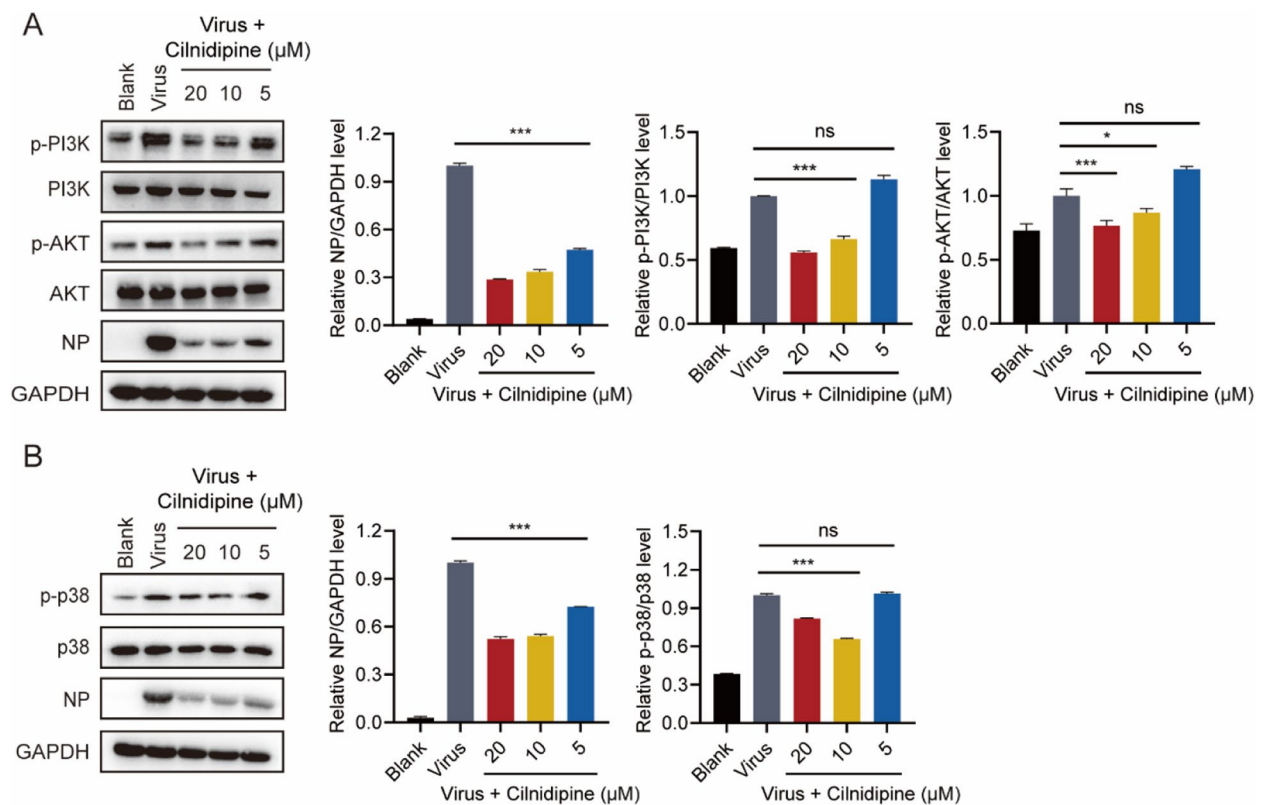 A
Virus +
Cilnidipine (μM)
Blank
Virus
20 10 5
p-PI3K
PI3K
p-AKT
AKT
NP
GAPDH
Relative NP/GAPDH level
1.2
0.9
0.6
0.3
0.0
***
Blank
Virus
20
10
5
Virus + Cilnidipine (μM)
Relative p-PI3K/PI3K level
1.5
1.0
0.5
0.0
ns
***
Blank
Virus
20
10
5
Virus + Cilnidipine (μM)
Relative p-AKT/AKT level
1.5
1.0
0.5
0.0
ns
*
***
Blank
Virus
20
10
5
Virus + Cilnidipine (μM)
B
Virus +
Cilnidipine (μM)
Blank
Virus
20 10 5
p-p38
p38
NP
GAPDH
Relative NP/GAPDH level
1.2
0.9
0.6
0.3
0.0
***
Blank
Virus
20
10
5
Virus + Cilnidipine (μM)
Relative p-p38/p38 level
1.5
1.2
0.9
0.6
0.3
0.0
ns
***
Blank
Virus
20
10
5
Virus + Cilnidipine (μM)